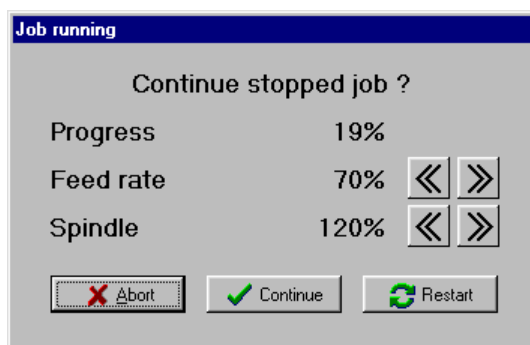 Job running
Continue stopped job ?
Progress 19%
Feed rate 70%
Spindle 120%
Abort Continue Restart